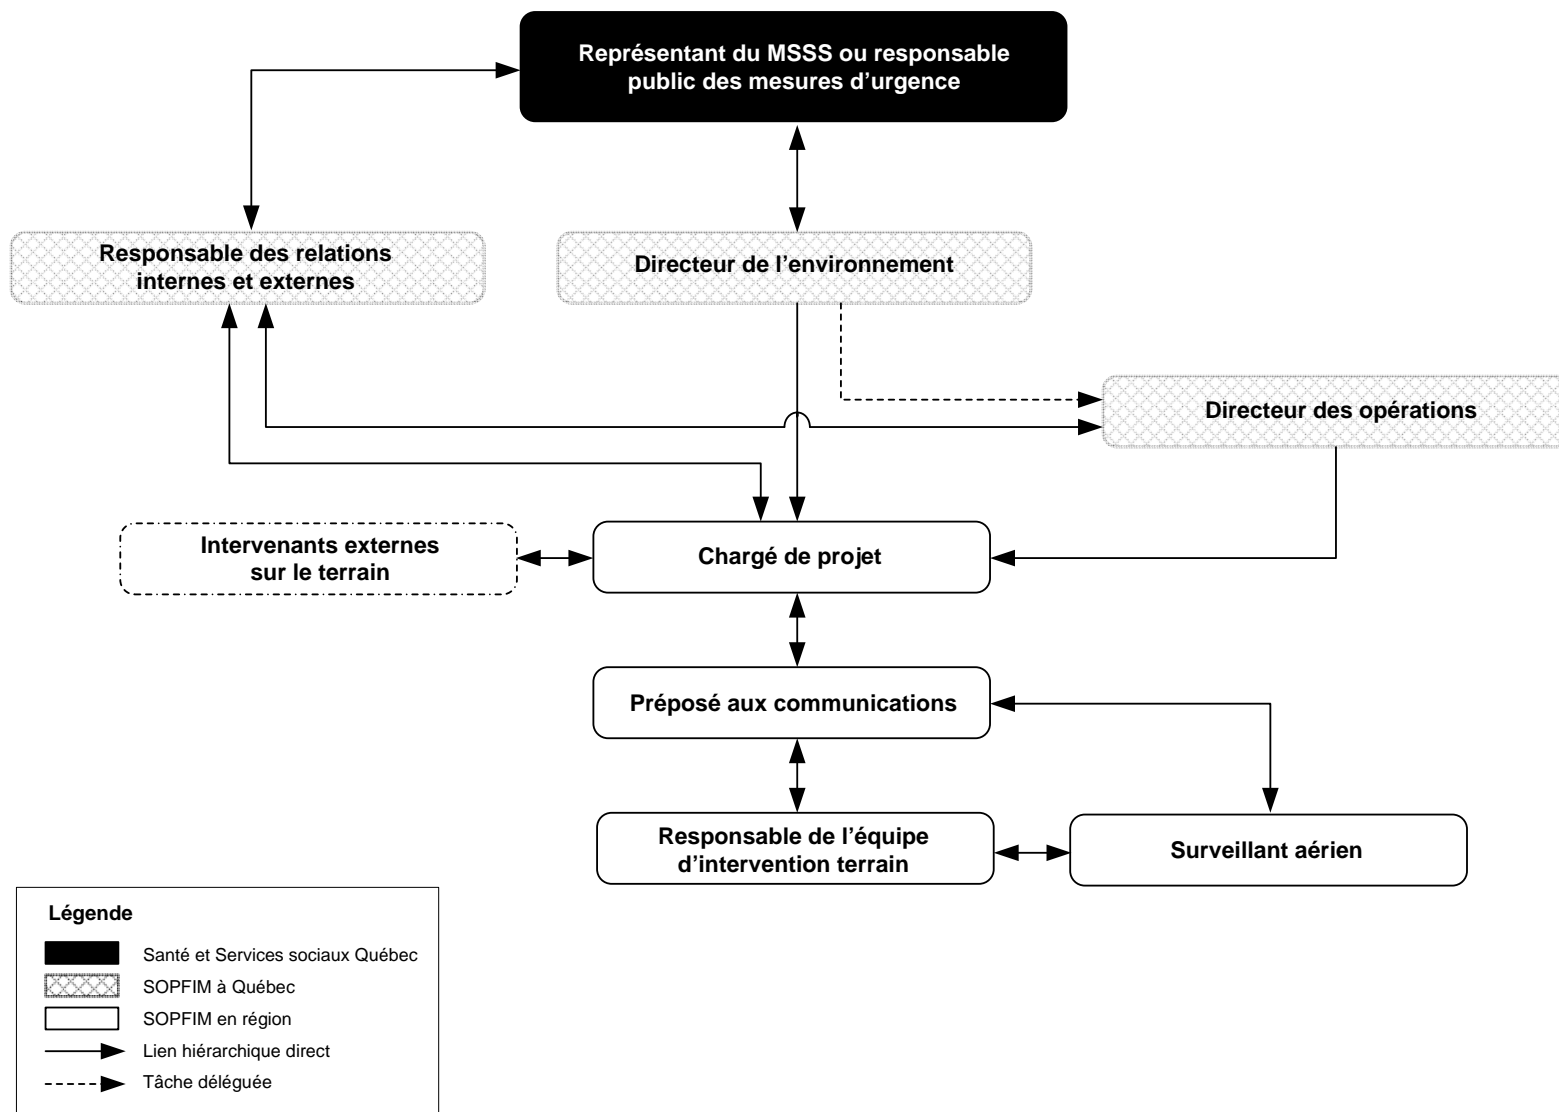 Représentant du MSSS ou responsable
public des mesures d’urgence
Responsable des relations
internes et externes
Directeur de l’environnement
Directeur des opérations
Intervenants externes
sur le terrain
Chargé de projet
Préposé aux communications
Responsable de l’équipe
d’intervention terrain
Surveillant aérien
Légende
Santé et Services sociaux Québec
SOPFIM à Québec
SOPFIM en région
Lien hiérarchique direct
Tâche déléguée